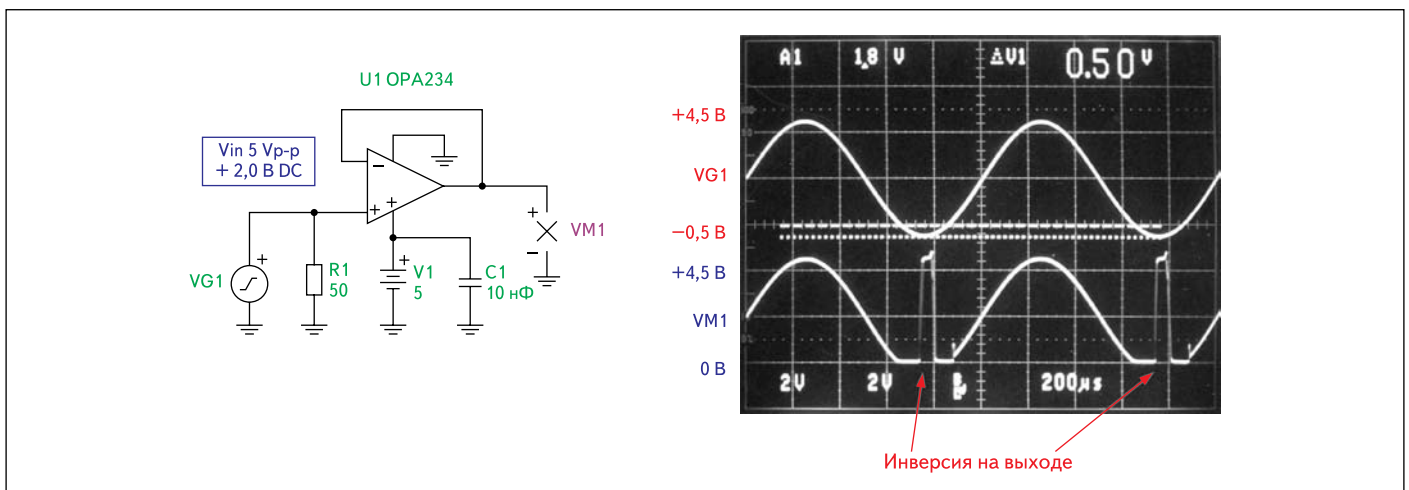 U1 OPA234
Vin 5 Vp-p
+ 2,0 В DC
−
+
+
+
VG1
R1
50
+
V1
5
C1
10 нФ
+
−
VM1
+4,5 В
VG1
−0,5 В
+4,5 В
VM1
0 В
A1
1,8 V
ΔV1
0.50 V
2V
2V
200µs
Инверсия на выходе